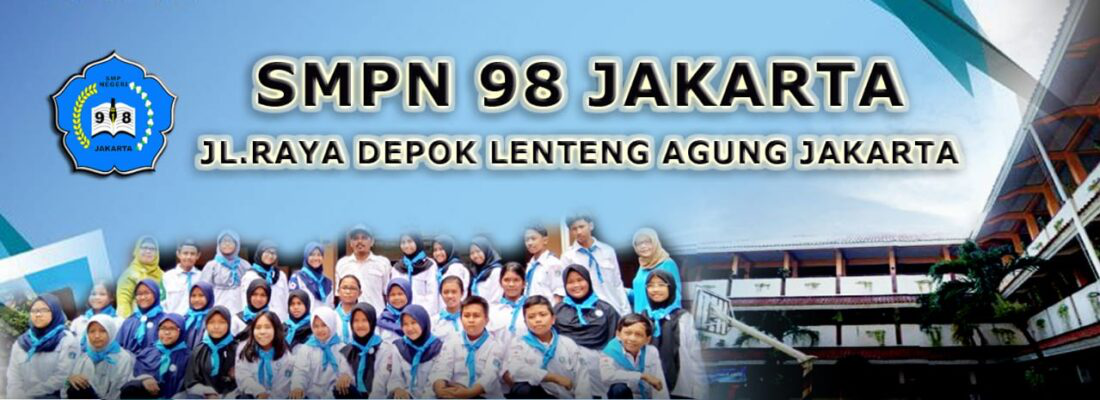 SMPN 98 JAKARTA
JL.RAYA DEPOK LENTENG AGUNG JAKARTA
SMP
NEGERI
98
JAKARTA